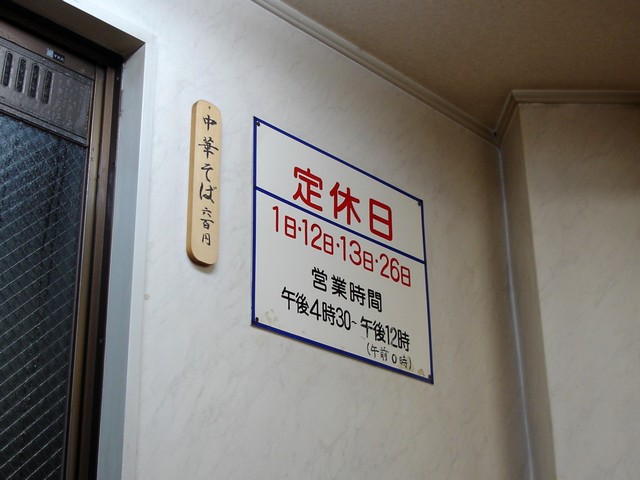 中華そば 六百円
定休日
1日・12日・13日・26日
営業時間
午後4時30~午後12時
(午前0時)